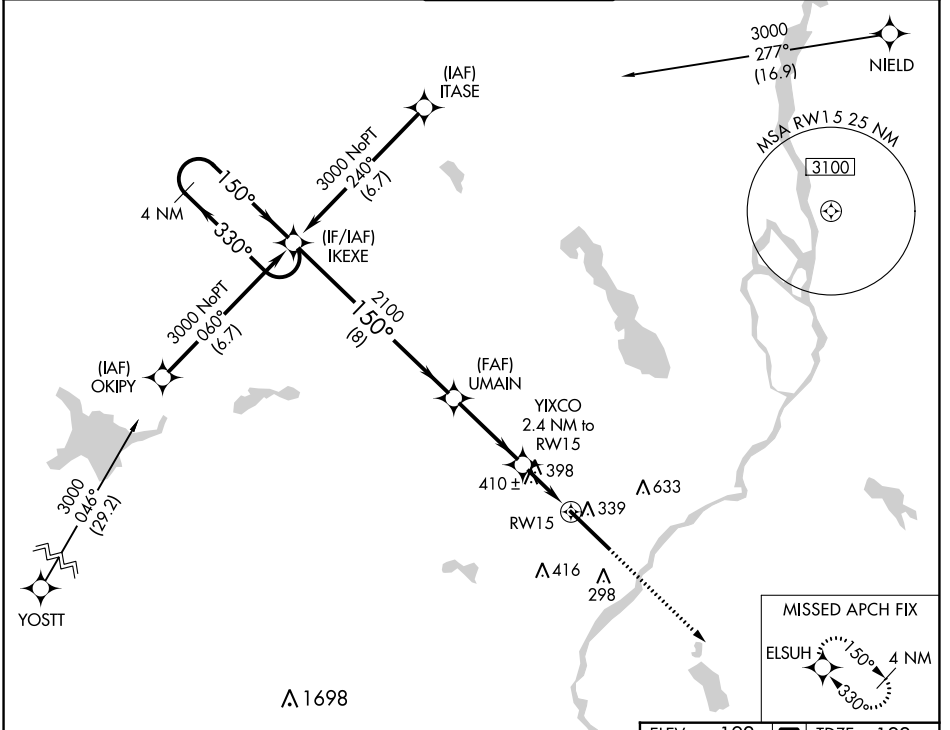 3000
277°
(16.9)
NIELD
(IAF)
ITASE
MSA RW15 25 NM
3100
3000 NoPT
240°
(6.7)
150°
4 NM
330°
(IF/IAF)
IKEXE
2100
150°
(8)
3000 NoPT
060°
(6.7)
(IAF)
OKIPY
(FAF)
UMAIN
YIXCO
2.4 NM to
RW15
398
410 ±
633
339
RW15
3000
046°
(29.2)
416
298
YOSTT
MISSED APCH FIX
ELSUH
150°
4 NM
330°
1698